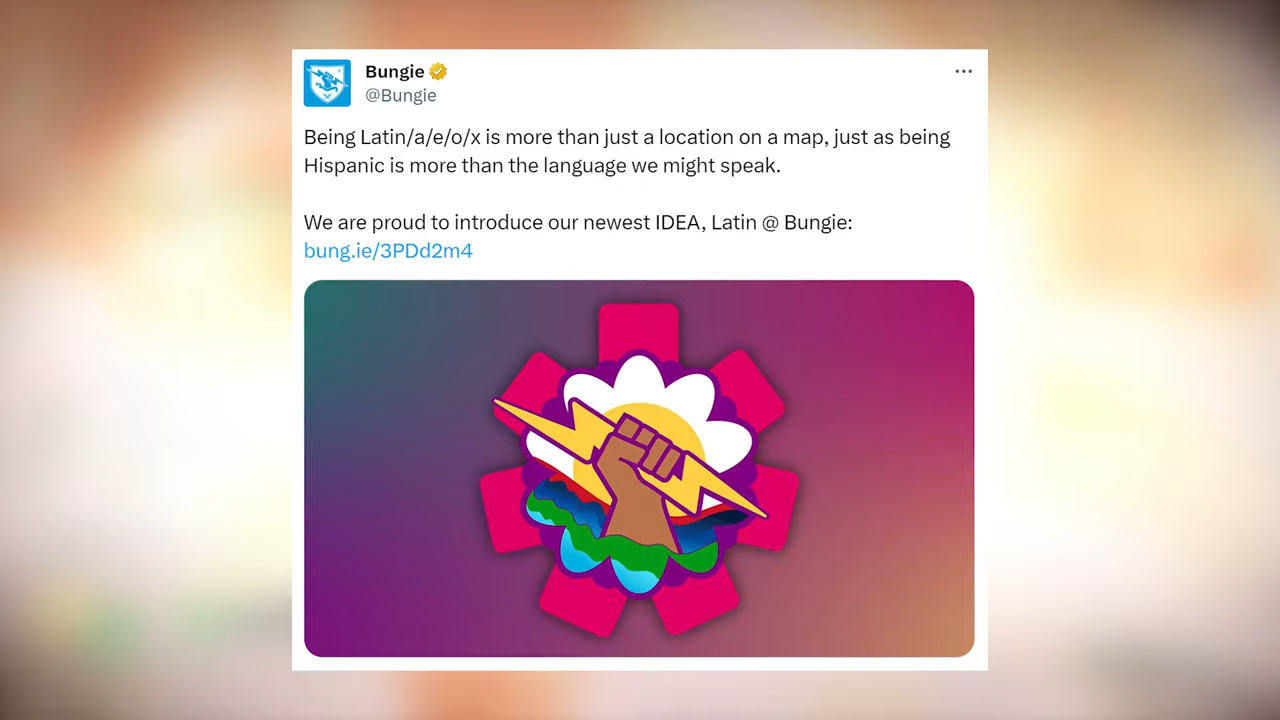 Bungie
@Bungie
Being Latin/a/e/o/x is more than just a location on a map, just as being
Hispanic is more than the language we might speak.
We are proud to introduce our newest IDEA, Latin @ Bungie:
bung.ie/3PDd2m4